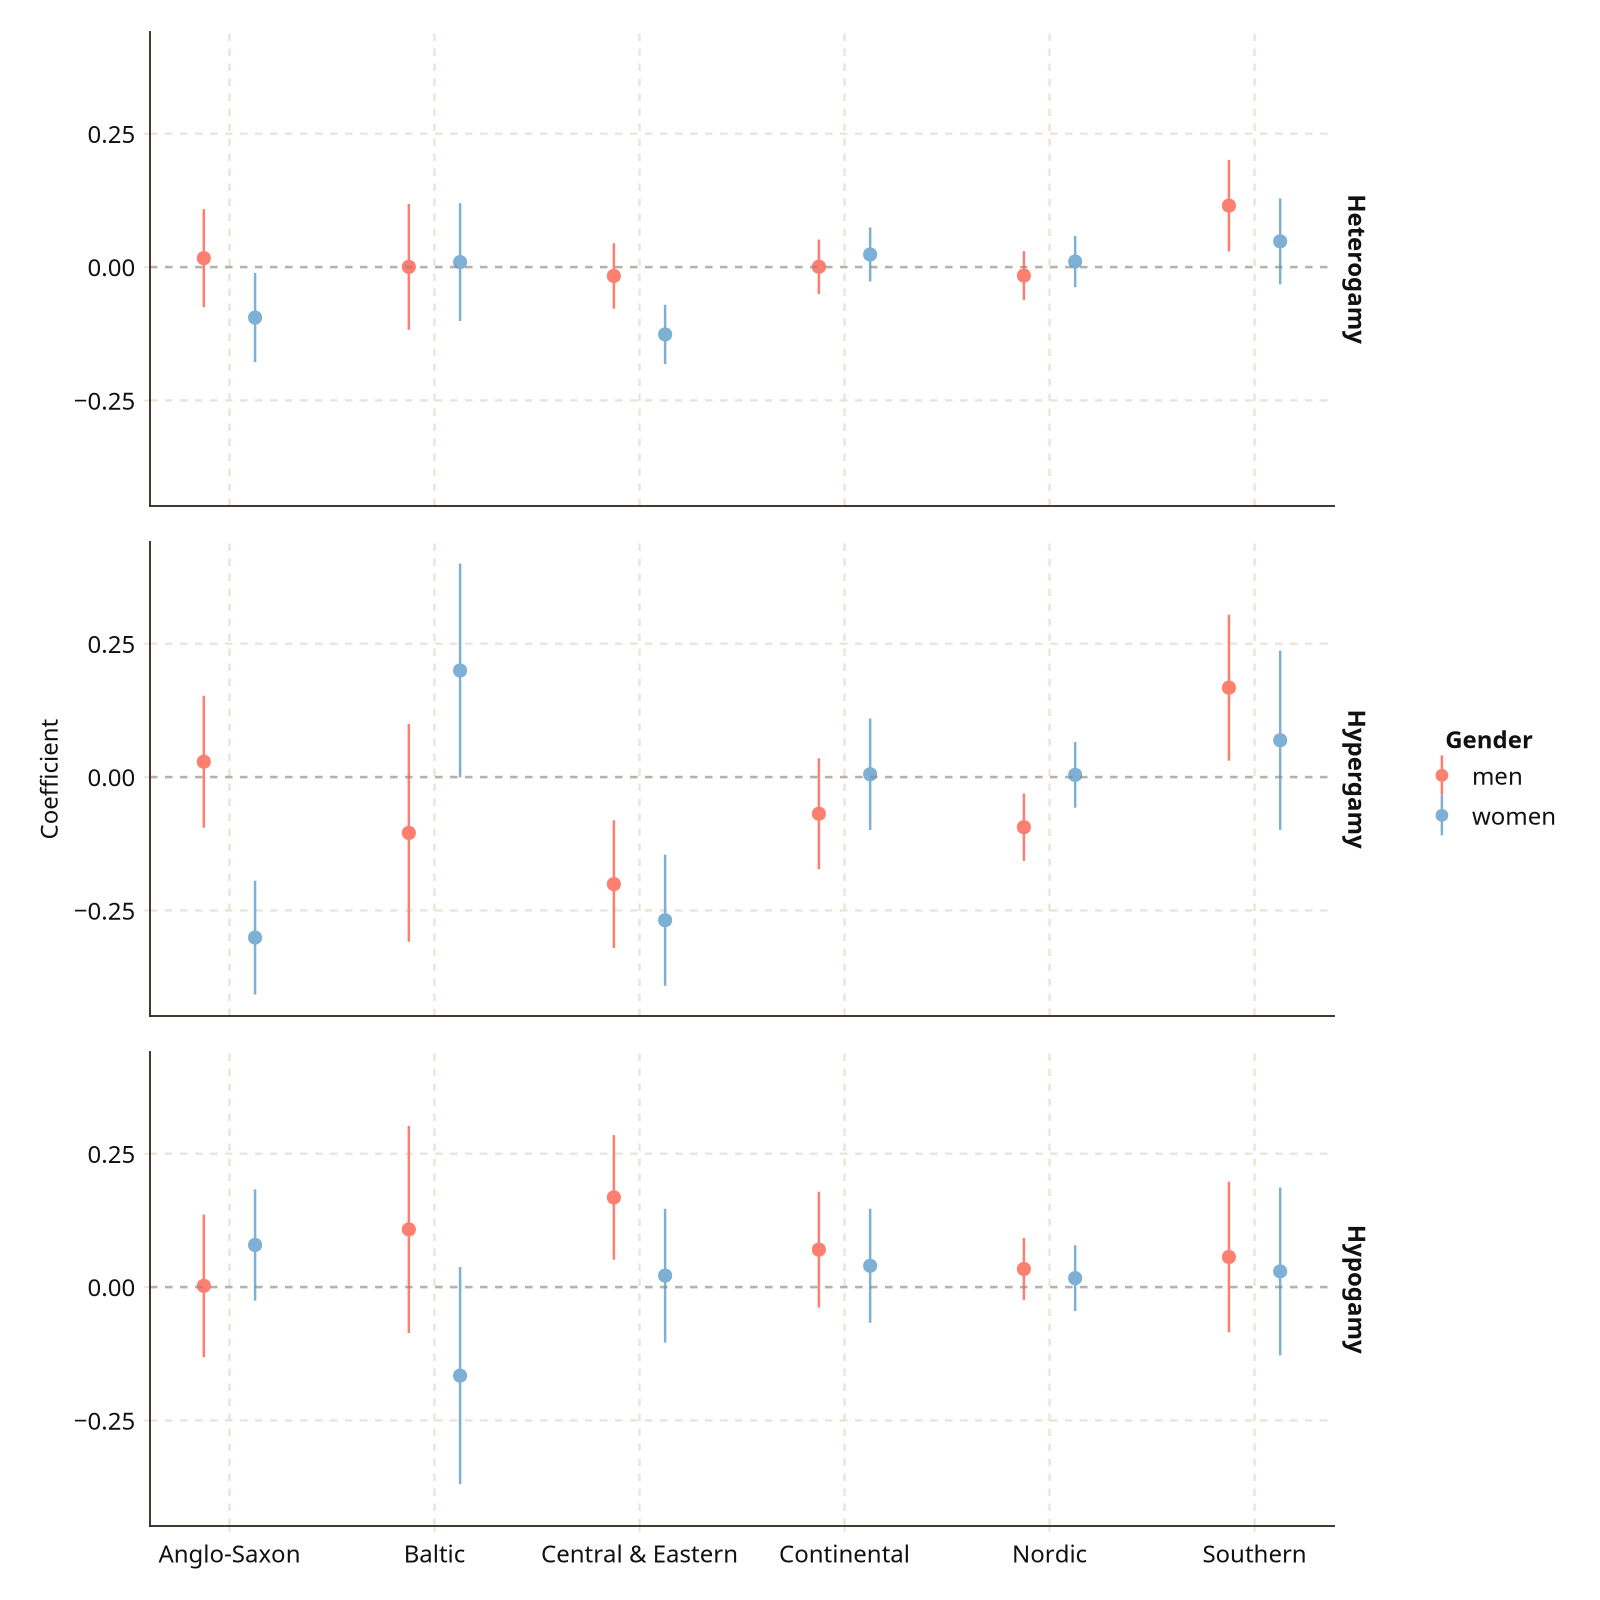 0.25
0.00
−0.25
Heterogamy
Coefficient
0.25
0.00
−0.25
Hypergamy
Gender
men
women
0.25
0.00
−0.25
Hypogamy
Anglo-Saxon Baltic Central & Eastern Continental Nordic Southern